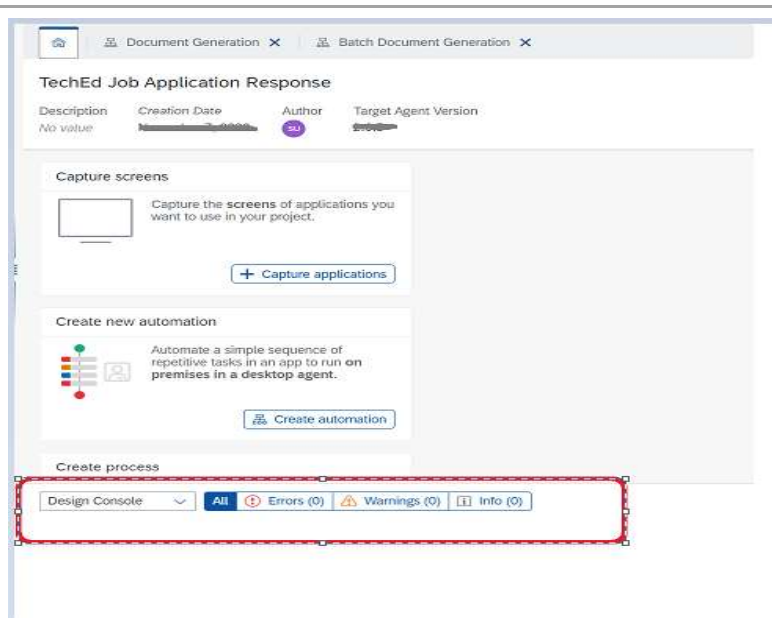 Document Generation Batch Document Generation
TechEd Job Application Response
Description Creation Date Author Target Agent Version
No value SU
Capture screens
Capture the screens of applications you
want to use in your project.
+ Capture applications
Create new automation
Automate a simple sequence of
repetitive tasks in an app to run on
premises in a desktop agent.
Create automation
Create process
Design Console All Errors (0) Warnings (0) Info (0)